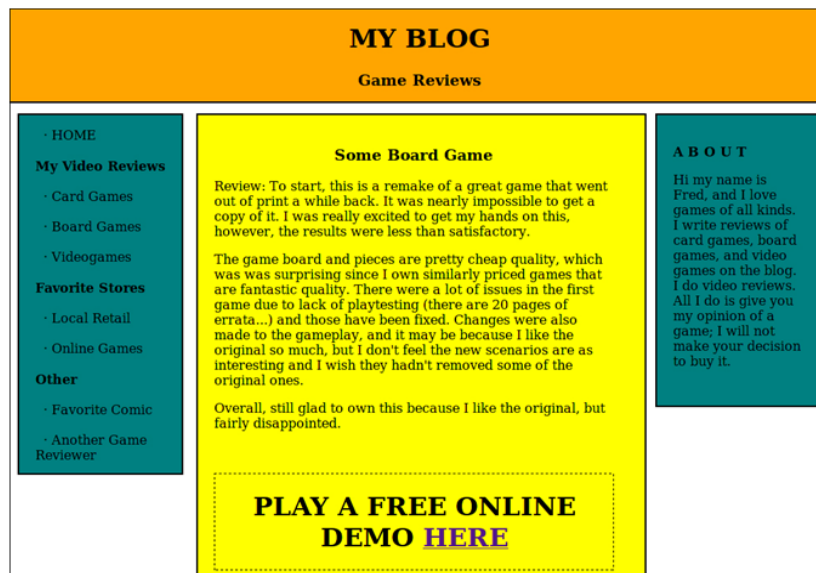 MY BLOG
Game Reviews
· HOME
My Video Reviews
· Card Games
· Board Games
· Videogames
Favorite Stores
· Local Retail
· Online Games
Other
· Favorite Comic
· Another Game
Reviewer
Some Board Game
Review: To start, this is a remake of a great game that went
out of print a while back. It was nearly impossible to get a
copy of it. I was really excited to get my hands on this,
however, the results were less than satisfactory.
The game board and pieces are pretty cheap quality, which
was was surprising since I own similarly priced games that
are fantastic quality. There were a lot of issues in the first
game due to lack of playtesting (there are 20 pages of
errata...) and those have been fixed. Changes were also
made to the gameplay, and it may be because I like the
original so much, but I don't feel the new scenarios are as
interesting and I wish they hadn't removed some of the
original ones.
Overall, still glad to own this because I like the original, but
fairly disappointed.
PLAY A FREE ONLINE
DEMO HERE
A B O U T
Hi my name is
Fred, and I love
games of all kinds.
I write reviews of
card games, board
games, and video
games on the blog.
I do video reviews.
All I do is give you
my opinion of a
game; I will not
make your decision
to buy it.